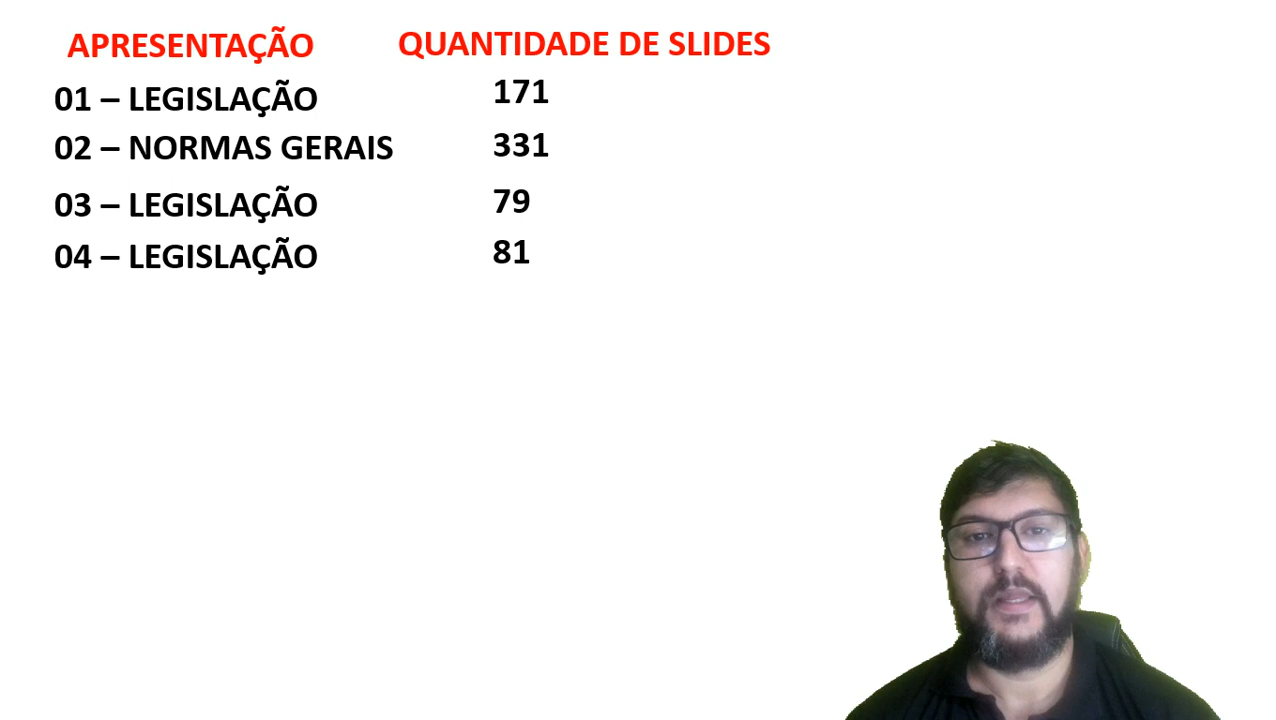 APRESENTAÇÃO QUANTIDADE DE SLIDES
01 – LEGISLAÇÃO 171
02 – NORMAS GERAIS 331
03 – LEGISLAÇÃO 79
04 – LEGISLAÇÃO 81